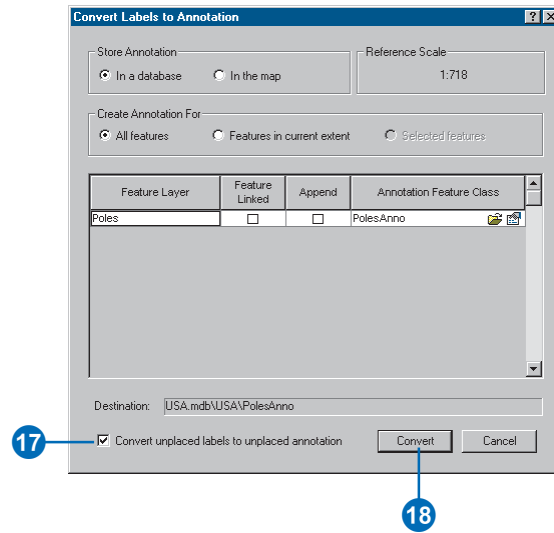 Convert Labels to Annotation
Store Annotation
In a database
In the map
Reference Scale
1:718
Create Annotation For
All features
Features in current extent
Selected features
Feature Layer
Feature
Linked
Append
Annotation Feature Class
Poles
PolesAnno
Destination:
USA.mdb\USA\PolesAnno
17
Convert unplaced labels to unplaced annotation
Convert
Cancel
18